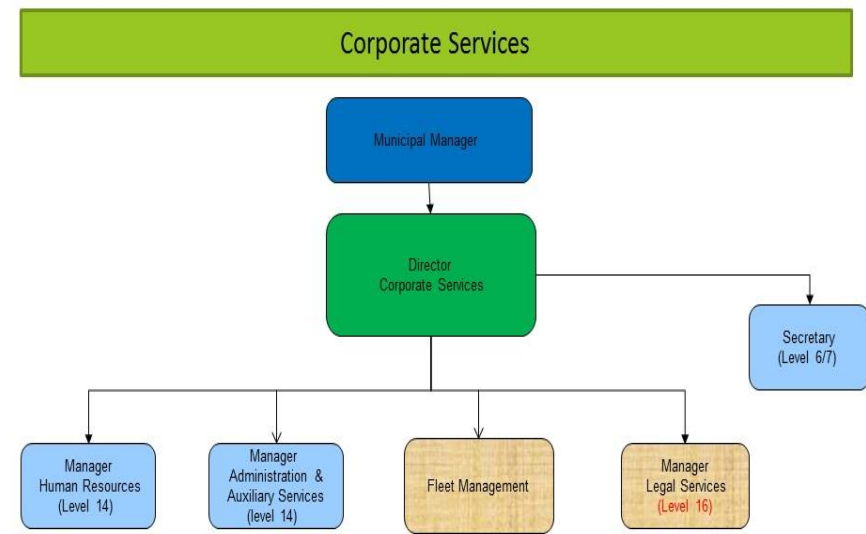 Corporate Services
Municipal Manager
Director
Corporate Services
Secretary
(Level 6/7)
Manager
Human Resources
(Level 14)
Manager
Administration &
Auxiliary Services
(level 14)
Fleet Management
Manager
Legal Services
(Level 16)